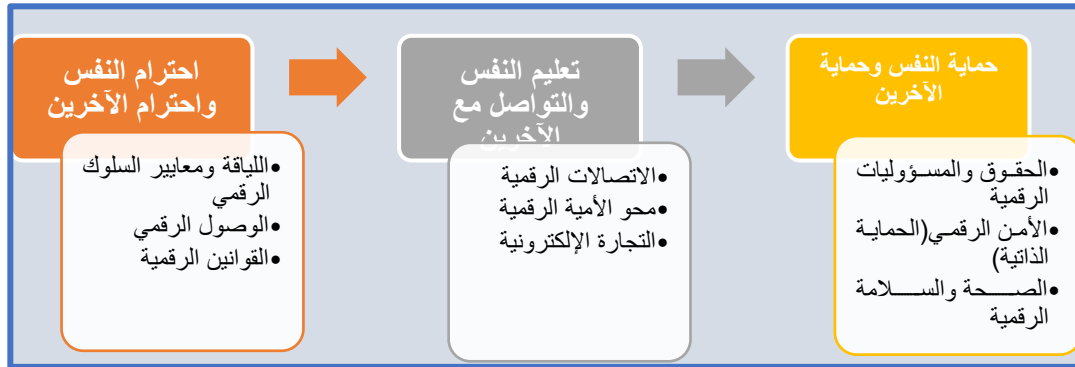 احترام النفس
واحترام الآخرين
اللياقة ومعايير السلوك
الرقمي
الوصول الرقمي
القوانين الرقمية
تعليم النفس
والتواصل مع
الآخرين
الاتصالات الرقمية
محو الأمية الرقمية
التجارة الإلكترونية
حماية النفس وحماية
الآخرين
الحقوق والمسؤوليات
الرقمية
الأمن الرقمي(الحماية
الذاتية)
الصحة والسلامة
الرقمية